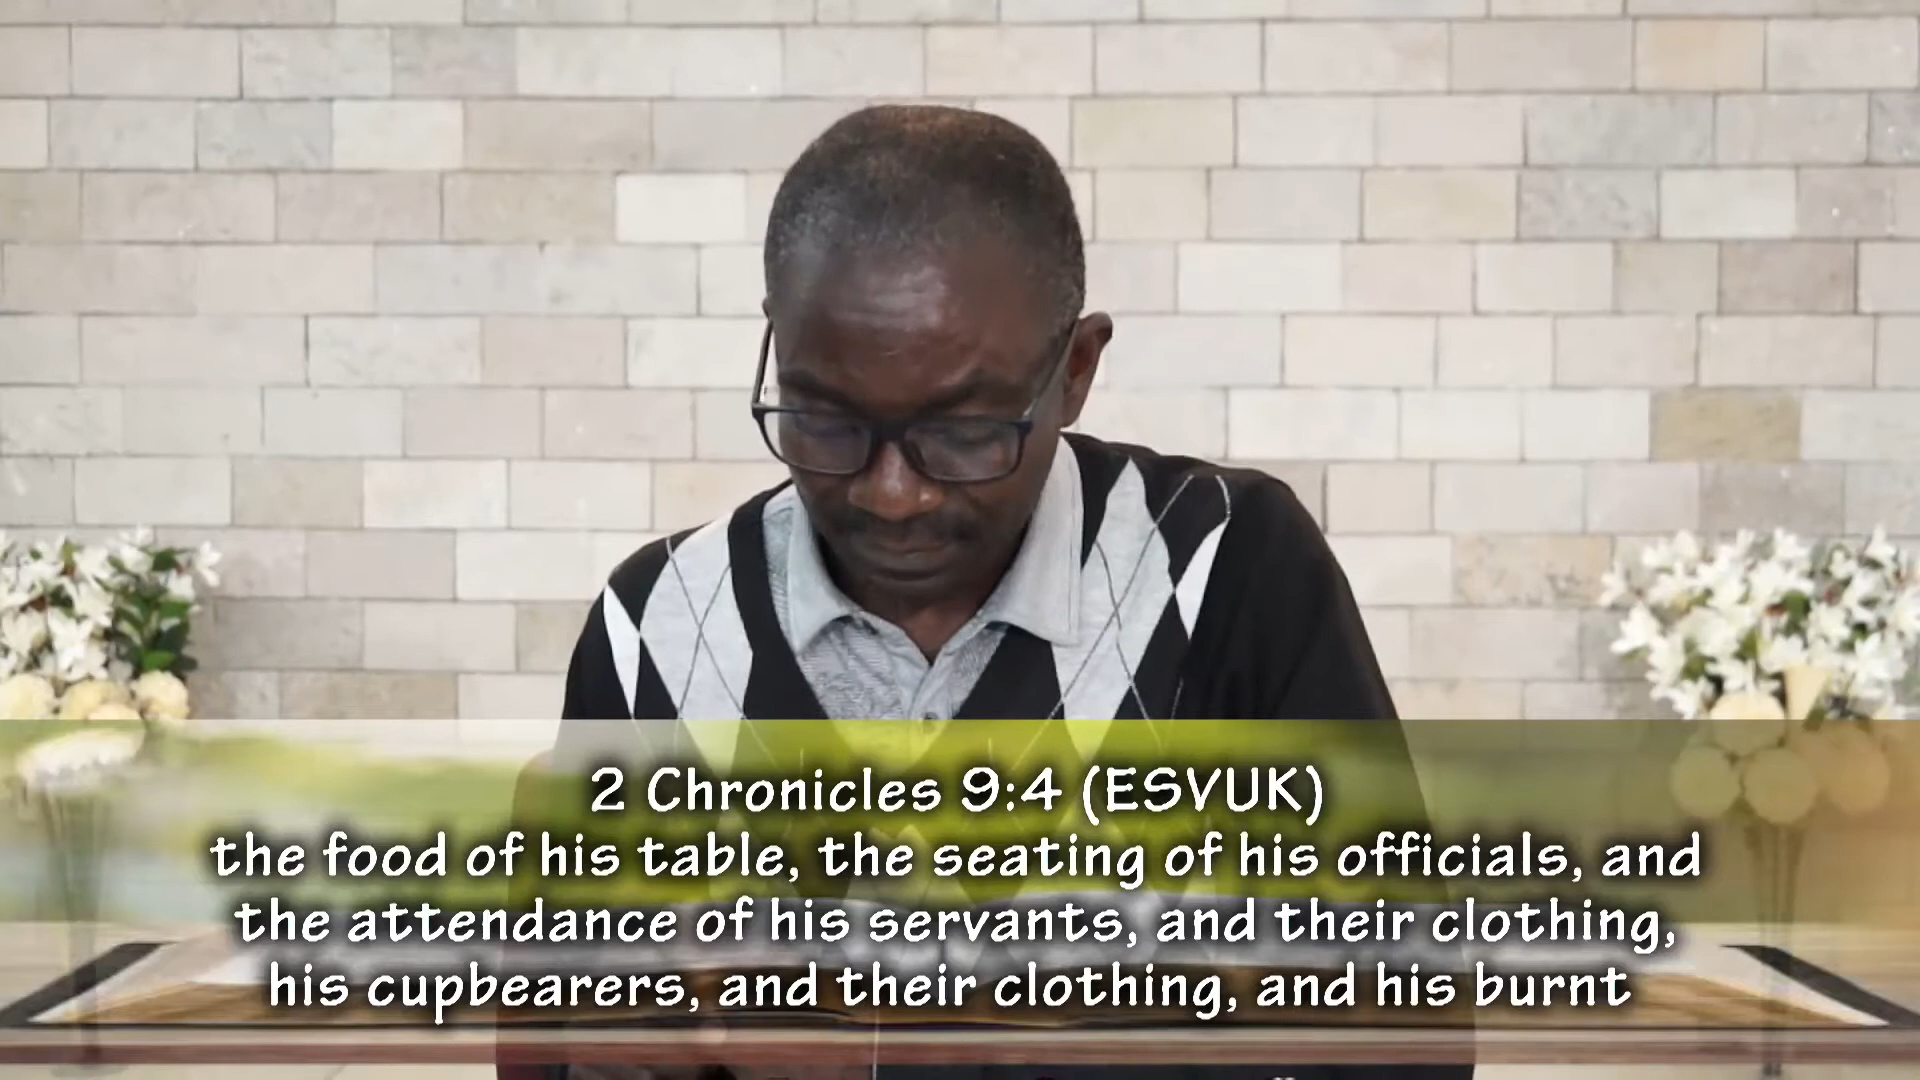 2 Chronicles 9:4 (ESVUK)
the food of his table, the seating of his officials, and
the attendance of his servants, and their clothing,
his cupbearers, and their clothing, and his burnt